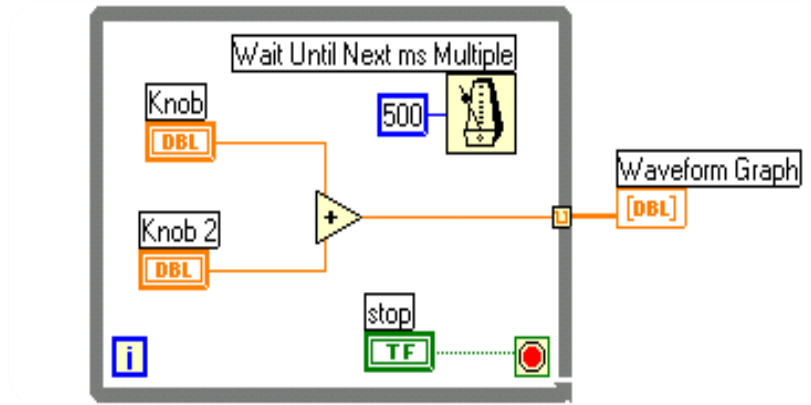 Wait Until Next ms Multiple
Knob
500
DBL
Waveform Graph
[DBL]
+
Knob 2
DBL
stop
i
TF